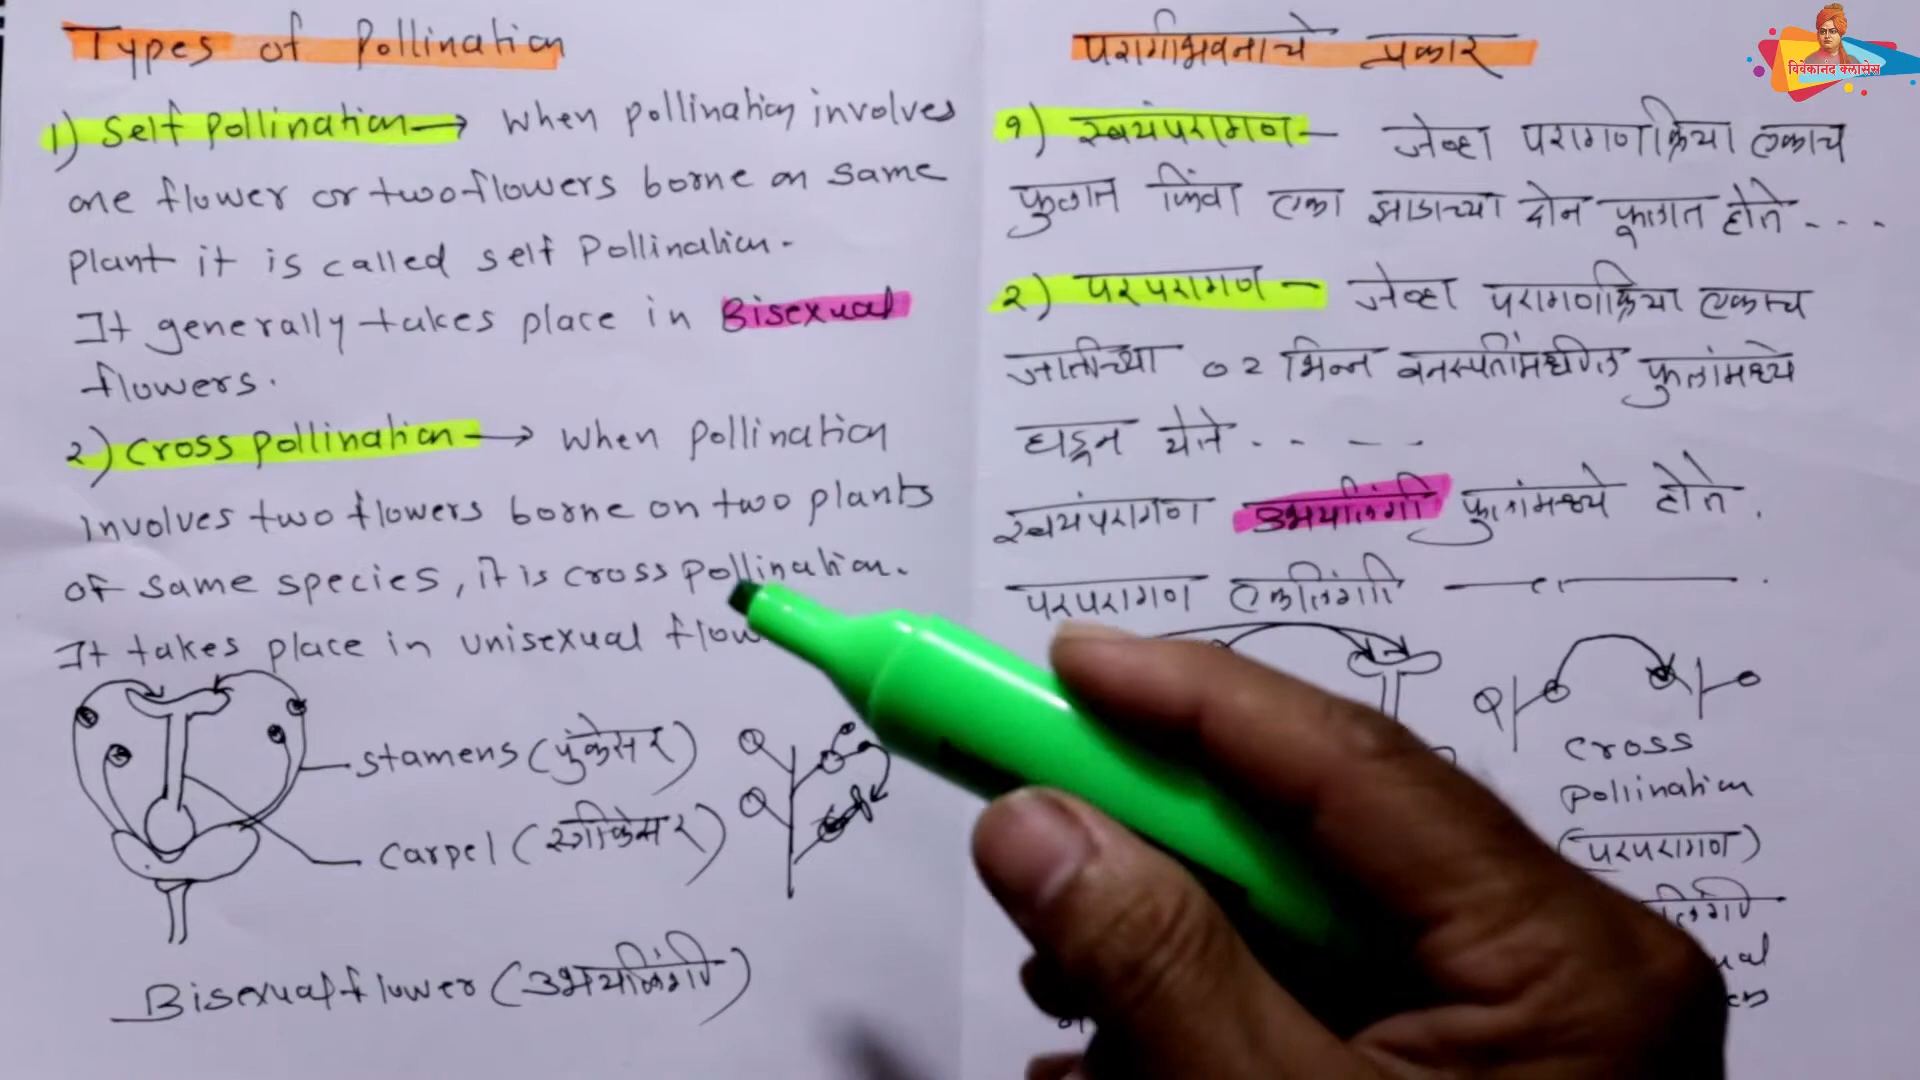 Types of Pollination
1) Self pollination → When pollination involves
one flower or two flowers borne on same
plant it is called self Pollination.
It generally takes place in Bisexual
flowers.
2) Cross pollination → When pollination
involves two flowers borne on two plants
of same species, it is cross pollination.
It takes place in unisexual flow
stamens (पुंकेसर)
carpel (स्त्रीकेसर)
Bisexual flower (उभयलिंगी)
परागीभवनाचे प्रकार
१) स्वयंपरागण — जेव्हा परागणक्रिया एकाच
फुलात किंवा एका झाडाच्या दोन फुलात होते - - -
२) परपरागण — जेव्हा परागणक्रिया एकाच
जातीच्या ०२ भिन्न वनस्पतींमधील फुलांमध्ये
घडून येते - - - -
स्वयंपरागण उभयलिंगी फुलांमध्ये होते.
परपरागण एकलिंगी — ״ — .
Cross
pollination
(परपरागण)
विवेकानंद क्लासेस